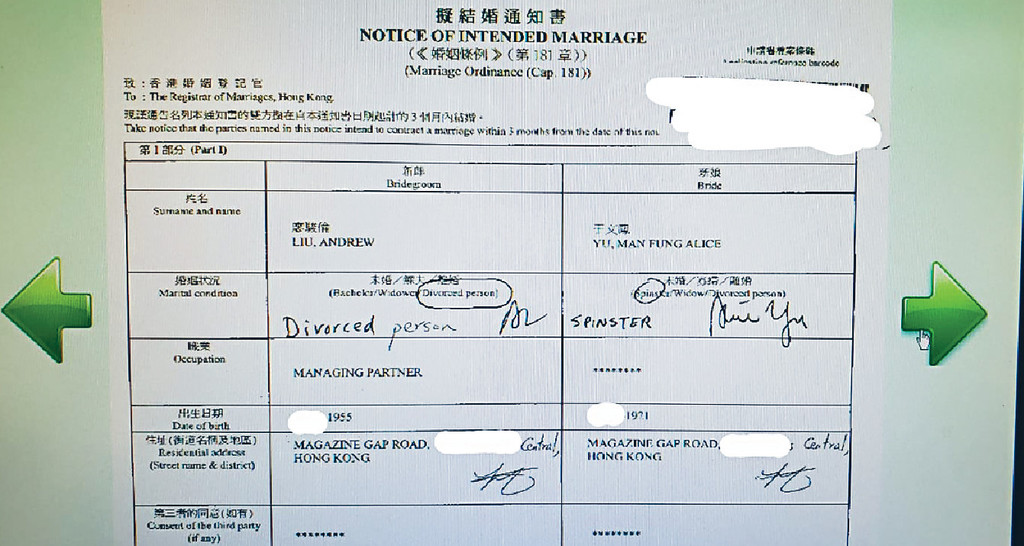 擬結婚通知書
NOTICE OF INTENDED MARRIAGE
(《婚姻條例》(第181章))
(Marriage Ordinance (Cap. 181))
申請書檔案條碼
Application reference barcode
致：香港婚姻登記官
To : The Registrar of Marriages, Hong Kong.
現謹通告名列本通知書的雙方擬在自本通知書日期起計的3個月內結婚。
Take notice that the parties named in this notice intend to contract a marriage within 3 months from the date of this
第1部分 (Part I)
新郎
Bridegroom
新娘
Bride
姓名
Surname and name
廖駿倫
LIU, ANDREW
于文鳳
YU, MAN FUNG ALICE
婚姻狀況
Marital condition
未婚／鰥夫／離婚
(Bachelor/Widower/Divorced person)
Divorced person
未婚／寡婦／離婚
(Spinster/Widow/Divorced person)
SPINSTER
Alice Yu
職業
Occupation
MANAGING PARTNER
*******
出生日期
Date of birth
1955
1971
住址(街道名稱及地區)
Residential address
(Street name & district)
MAGAZINE GAP ROAD, Central,
HONG KONG
MAGAZINE GAP ROAD, Central,
HONG KONG
第三者的同意(如有)
Consent of the third party
(if any)
*******
*******